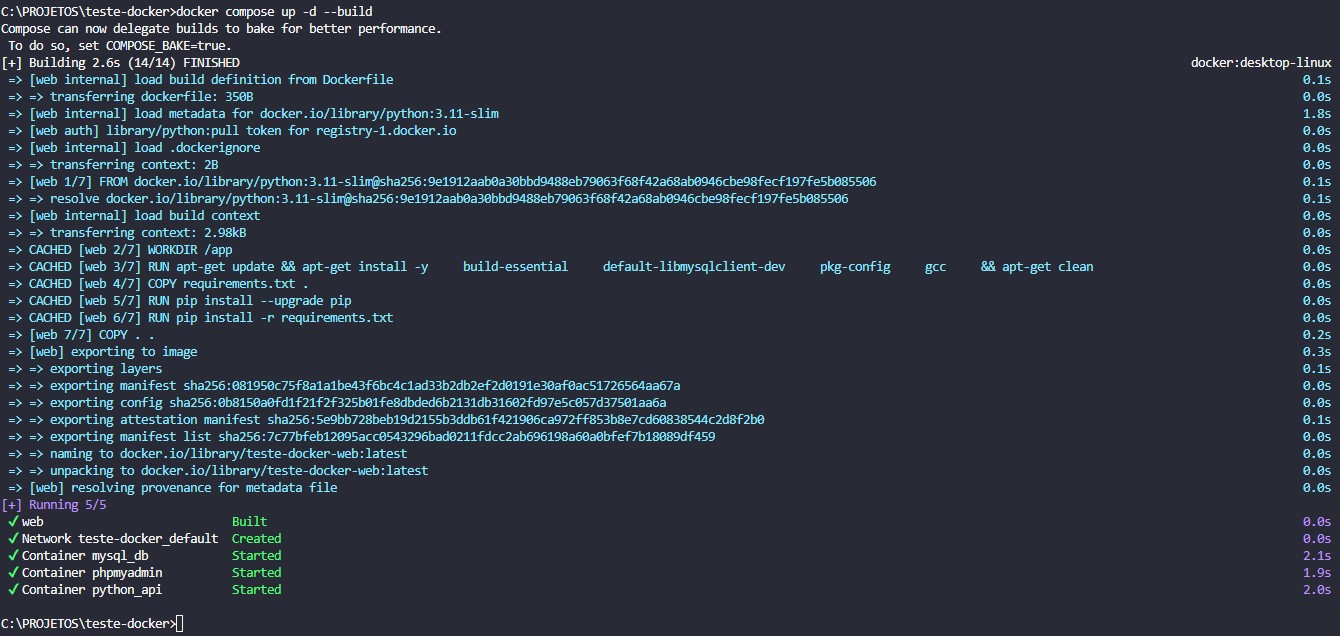 C:\PROJETOS\teste-docker>docker compose up -d --build
Compose can now delegate builds to bake for better performance.
 To do so, set COMPOSE_BAKE=true.
[+] Building 2.6s (14/14) FINISHED docker:desktop-linux
 => [web internal] load build definition from Dockerfile 0.1s
 => => transferring dockerfile: 350B 0.0s
 => [web internal] load metadata for docker.io/library/python:3.11-slim 1.8s
 => [web auth] library/python:pull token for registry-1.docker.io 0.0s
 => [web internal] load .dockerignore 0.0s
 => => transferring context: 2B 0.0s
 => [web 1/7] FROM docker.io/library/python:3.11-slim@sha256:9e1912aab0a30bbd9488eb79063f68f42a68ab0946cbe98fecf197fe5b085506 0.1s
 => => resolve docker.io/library/python:3.11-slim@sha256:9e1912aab0a30bbd9488eb79063f68f42a68ab0946cbe98fecf197fe5b085506 0.1s
 => [web internal] load build context 0.0s
 => => transferring context: 2.98kB 0.0s
 => CACHED [web 2/7] WORKDIR /app 0.0s
 => CACHED [web 3/7] RUN apt-get update && apt-get install -y     build-essential     default-libmysqlclient-dev     pkg-config     gcc     && apt-get clean 0.0s
 => CACHED [web 4/7] COPY requirements.txt . 0.0s
 => CACHED [web 5/7] RUN pip install --upgrade pip 0.0s
 => CACHED [web 6/7] RUN pip install -r requirements.txt 0.0s
 => [web 7/7] COPY . . 0.2s
 => [web] exporting to image 0.3s
 => => exporting layers 0.1s
 => => exporting manifest sha256:081950c75f8a1a1be43f6bc4c1ad33b2db2ef2d0191e30af0ac51726564aa67a 0.0s
 => => exporting config sha256:0b8150a0fd1f21f2f325b01fe8dbded6b2131db31602fd97e5c057d37501aa6a 0.0s
 => => exporting attestation manifest sha256:5e9bb728beb19d2155b3ddb61f421906ca972ff853b8e7cd60838544c2d8f2b0 0.1s
 => => exporting manifest list sha256:7c77bfeb12095acc0543296bad0211fdcc2ab696198a60a0bfef7b18089df459 0.0s
 => => naming to docker.io/library/teste-docker-web:latest 0.0s
 => => unpacking to docker.io/library/teste-docker-web:latest 0.0s
 => [web] resolving provenance for metadata file 0.0s
[+] Running 5/5
 ✔web Built 0.0s
 ✔Network teste-docker_default Created 0.0s
 ✔Container mysql_db Started 2.1s
 ✔Container phpmyadmin Started 1.9s
 ✔Container python_api Started 2.0s
C:\PROJETOS\teste-docker>